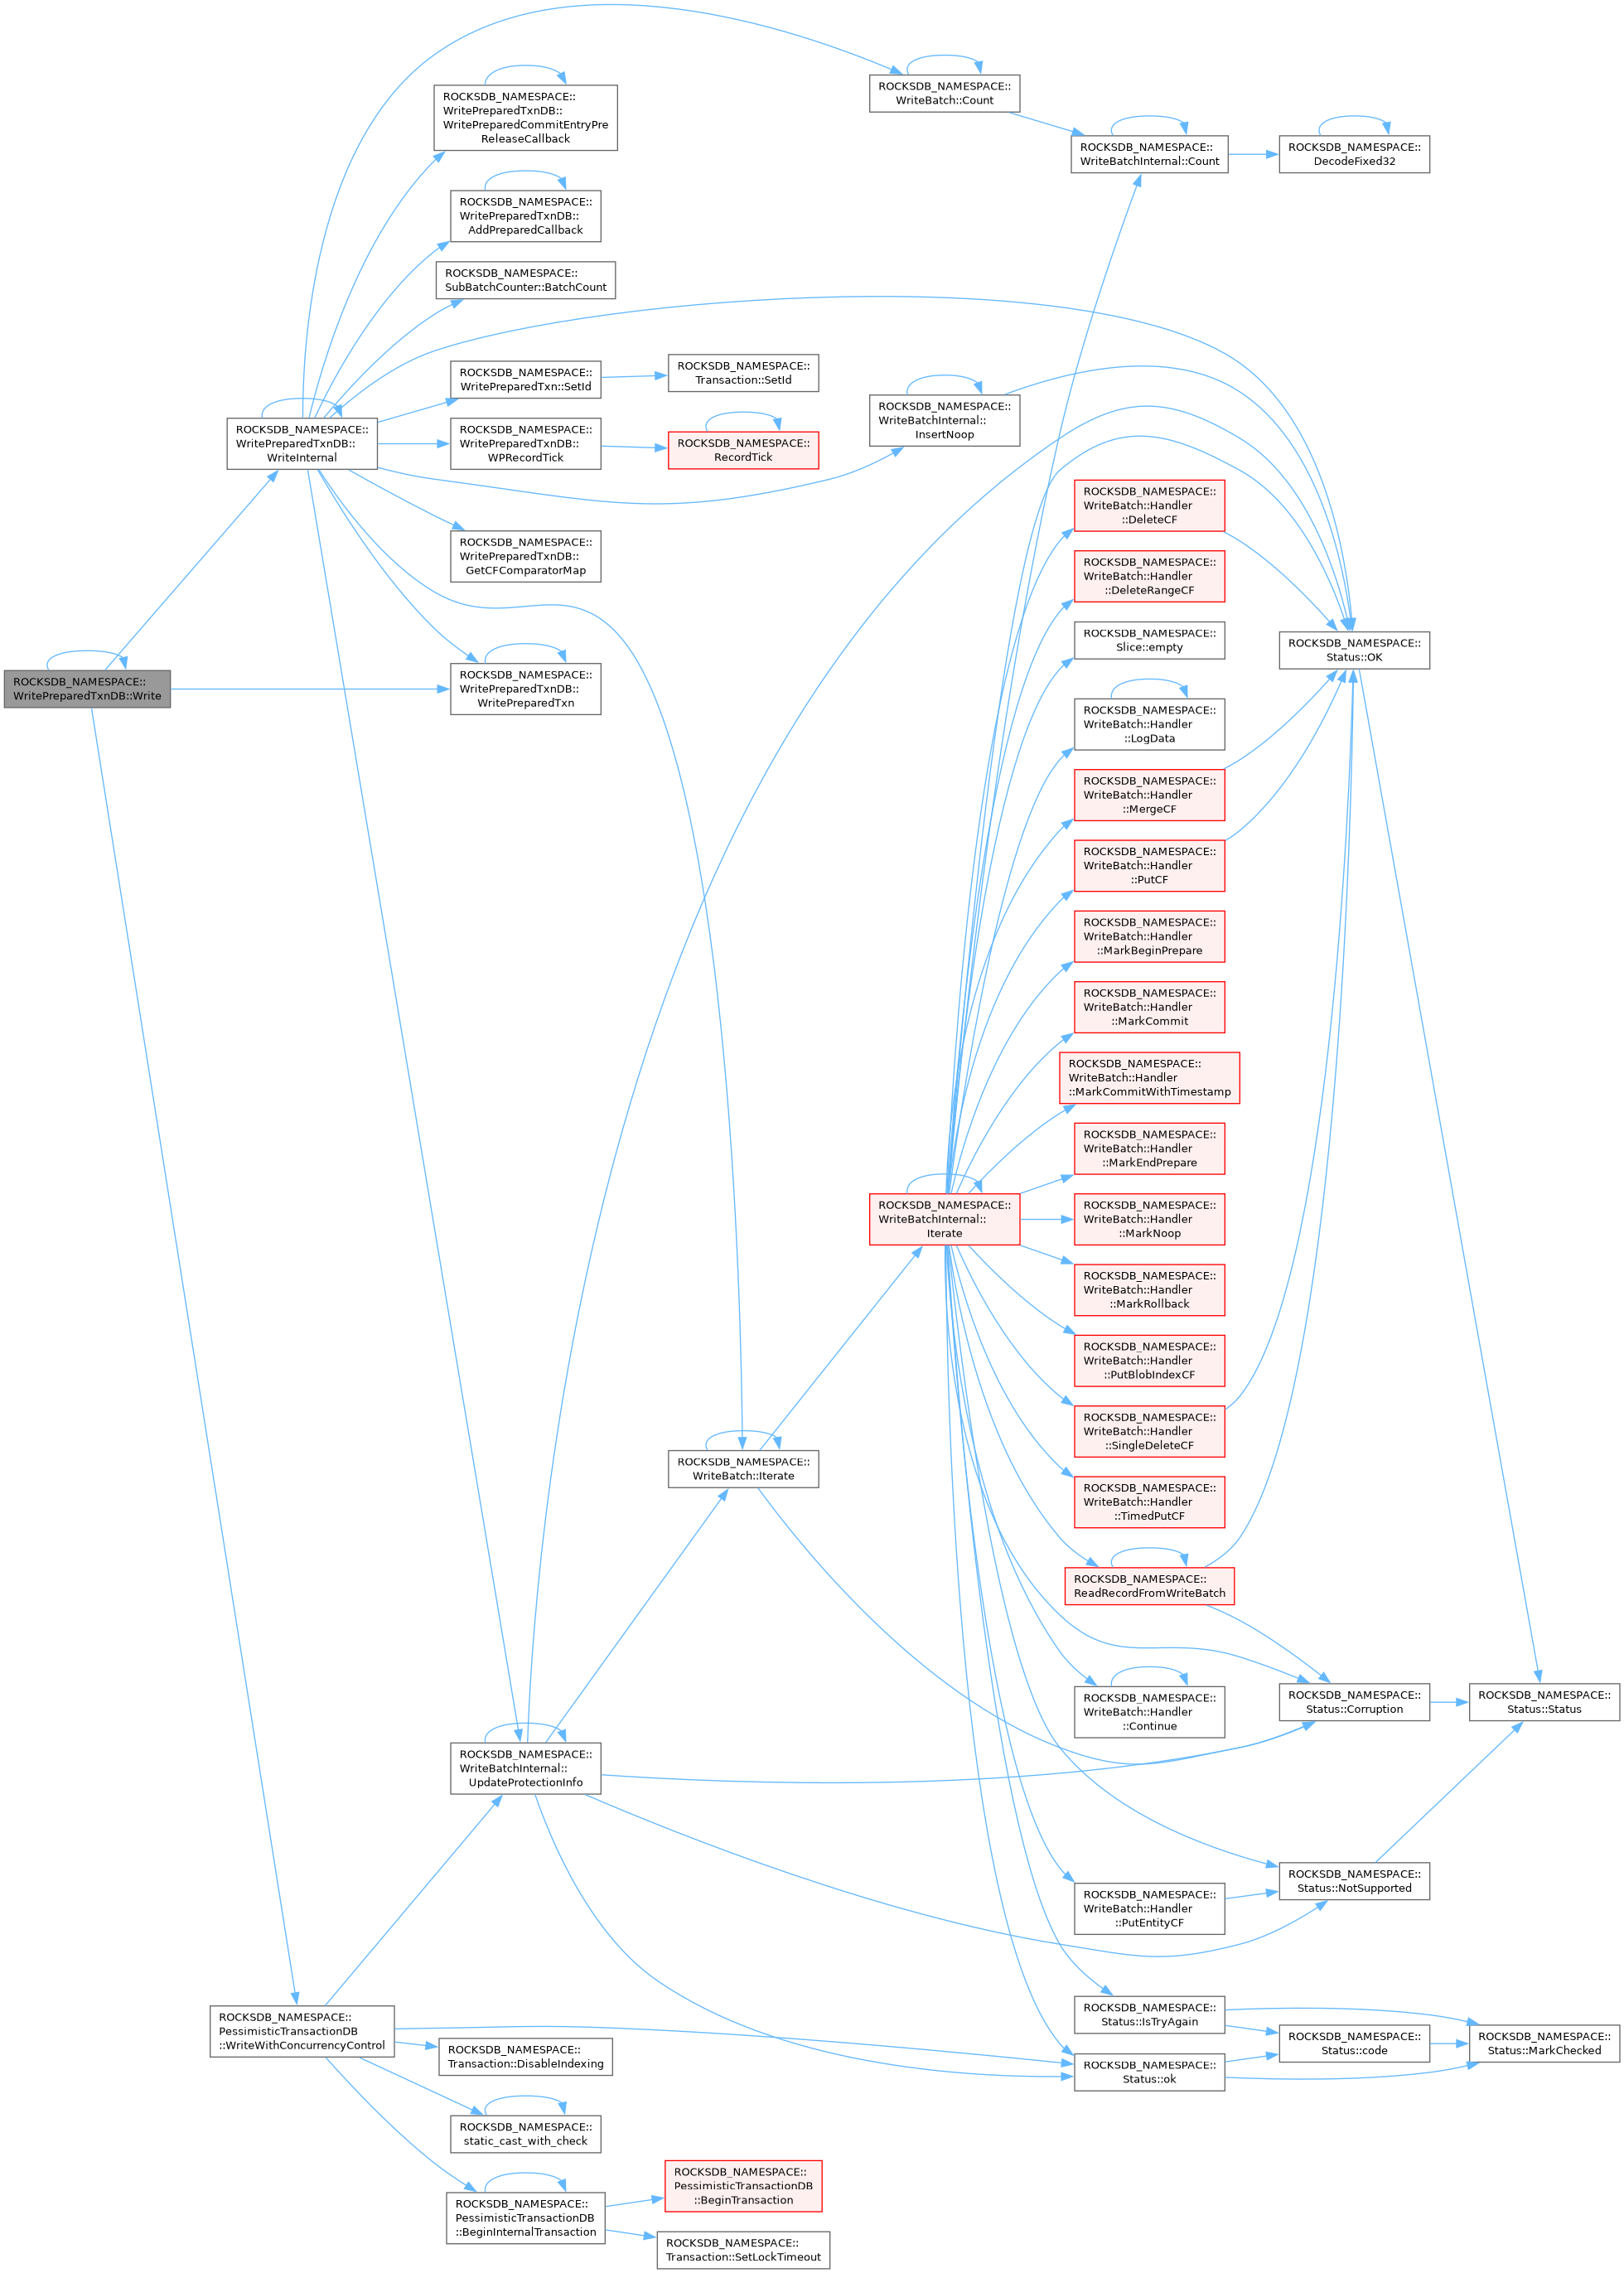 ROCKSDB_NAMESPACE::
WritePreparedTxnDB::Write
ROCKSDB_NAMESPACE::
WritePreparedTxnDB::
WriteInternal
ROCKSDB_NAMESPACE::
PessimisticTransactionDB
::WriteWithConcurrencyControl
ROCKSDB_NAMESPACE::
WritePreparedTxnDB::
WritePreparedCommitEntryPre
ReleaseCallback
ROCKSDB_NAMESPACE::
WritePreparedTxnDB::
AddPreparedCallback
ROCKSDB_NAMESPACE::
SubBatchCounter::BatchCount
ROCKSDB_NAMESPACE::
WritePreparedTxn::SetId
ROCKSDB_NAMESPACE::
WritePreparedTxnDB::
WPRecordTick
ROCKSDB_NAMESPACE::
WritePreparedTxnDB::
GetCFComparatorMap
ROCKSDB_NAMESPACE::
WritePreparedTxnDB::
WritePreparedTxn
ROCKSDB_NAMESPACE::
WriteBatchInternal::
UpdateProtectionInfo
ROCKSDB_NAMESPACE::
Transaction::DisableIndexing
ROCKSDB_NAMESPACE::
static_cast_with_check
ROCKSDB_NAMESPACE::
PessimisticTransactionDB
::BeginInternalTransaction
ROCKSDB_NAMESPACE::
Transaction::SetId
ROCKSDB_NAMESPACE::
RecordTick
ROCKSDB_NAMESPACE::
WriteBatch::Iterate
ROCKSDB_NAMESPACE::
PessimisticTransactionDB
::BeginTransaction
ROCKSDB_NAMESPACE::
Transaction::SetLockTimeout
ROCKSDB_NAMESPACE::
WriteBatch::Count
ROCKSDB_NAMESPACE::
WriteBatchInternal::
InsertNoop
ROCKSDB_NAMESPACE::
WriteBatchInternal::
Iterate
ROCKSDB_NAMESPACE::
WriteBatchInternal::Count
ROCKSDB_NAMESPACE::
WriteBatch::Handler
::DeleteCF
ROCKSDB_NAMESPACE::
WriteBatch::Handler
::DeleteRangeCF
ROCKSDB_NAMESPACE::
Slice::empty
ROCKSDB_NAMESPACE::
WriteBatch::Handler
::LogData
ROCKSDB_NAMESPACE::
WriteBatch::Handler
::MergeCF
ROCKSDB_NAMESPACE::
WriteBatch::Handler
::PutCF
ROCKSDB_NAMESPACE::
WriteBatch::Handler
::MarkBeginPrepare
ROCKSDB_NAMESPACE::
WriteBatch::Handler
::MarkCommit
ROCKSDB_NAMESPACE::
WriteBatch::Handler
::MarkCommitWithTimestamp
ROCKSDB_NAMESPACE::
WriteBatch::Handler
::MarkEndPrepare
ROCKSDB_NAMESPACE::
WriteBatch::Handler
::MarkNoop
ROCKSDB_NAMESPACE::
WriteBatch::Handler
::MarkRollback
ROCKSDB_NAMESPACE::
WriteBatch::Handler
::PutBlobIndexCF
ROCKSDB_NAMESPACE::
WriteBatch::Handler
::SingleDeleteCF
ROCKSDB_NAMESPACE::
WriteBatch::Handler
::TimedPutCF
ROCKSDB_NAMESPACE::
ReadRecordFromWriteBatch
ROCKSDB_NAMESPACE::
WriteBatch::Handler
::Continue
ROCKSDB_NAMESPACE::
WriteBatch::Handler
::PutEntityCF
ROCKSDB_NAMESPACE::
Status::IsTryAgain
ROCKSDB_NAMESPACE::
Status::ok
ROCKSDB_NAMESPACE::
DecodeFixed32
ROCKSDB_NAMESPACE::
Status::OK
ROCKSDB_NAMESPACE::
Status::Corruption
ROCKSDB_NAMESPACE::
Status::NotSupported
ROCKSDB_NAMESPACE::
Status::code
ROCKSDB_NAMESPACE::
Status::Status
ROCKSDB_NAMESPACE::
Status::MarkChecked